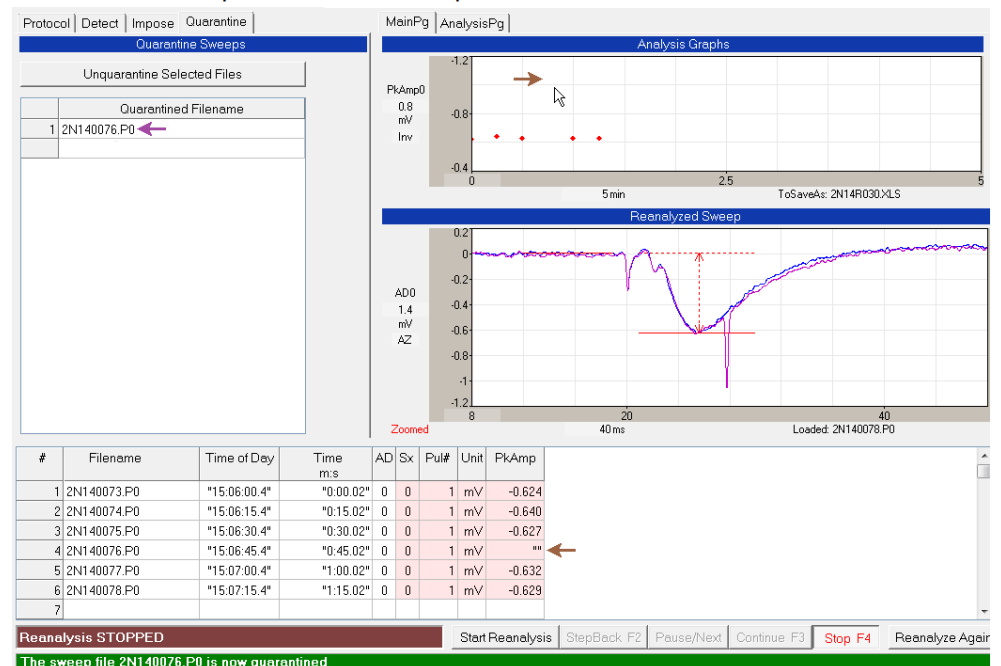 Protocol Detect Impose Quarantine
Quarantine Sweeps
Unquarantine Selected Files
Quarantined Filename
1 2N140076.P0
MainPg AnalysisPg
Analysis Graphs
-1.2
PkAmp0
0.8
mV
Inv
-0.8
-0.4
0 2.5 5
5 min ToSaveAs: 2N14R030.XLS
Reanalyzed Sweep
0.2
0
-0.2
AD0
1.4
mV
AZ
-0.4
-0.6
-0.8
-1
-1.2
8 20 40
Zoomed 40 ms Loaded: 2N140078.P0
# Filename Time of Day Time m:s AD Sx Pul# Unit PkAmp
1 2N140073.P0 "15:06:00.4" "0:00.02" 0 0 1 mV -0.624
2 2N140074.P0 "15:06:15.4" "0:15.02" 0 0 1 mV -0.640
3 2N140075.P0 "15:06:30.4" "0:30.02" 0 0 1 mV -0.627
4 2N140076.P0 "15:06:45.4" "0:45.02" 0 0 1 mV ""
5 2N140077.P0 "15:07:00.4" "1:00.02" 0 0 1 mV -0.632
6 2N140078.P0 "15:07:15.4" "1:15.02" 0 0 1 mV -0.629
7
Reanalysis STOPPED Start Reanalysis StepBack F2 Pause/Next Continue F3 Stop F4 Reanalyze Again
The sweep file 2N140076.P0 is now quarantined